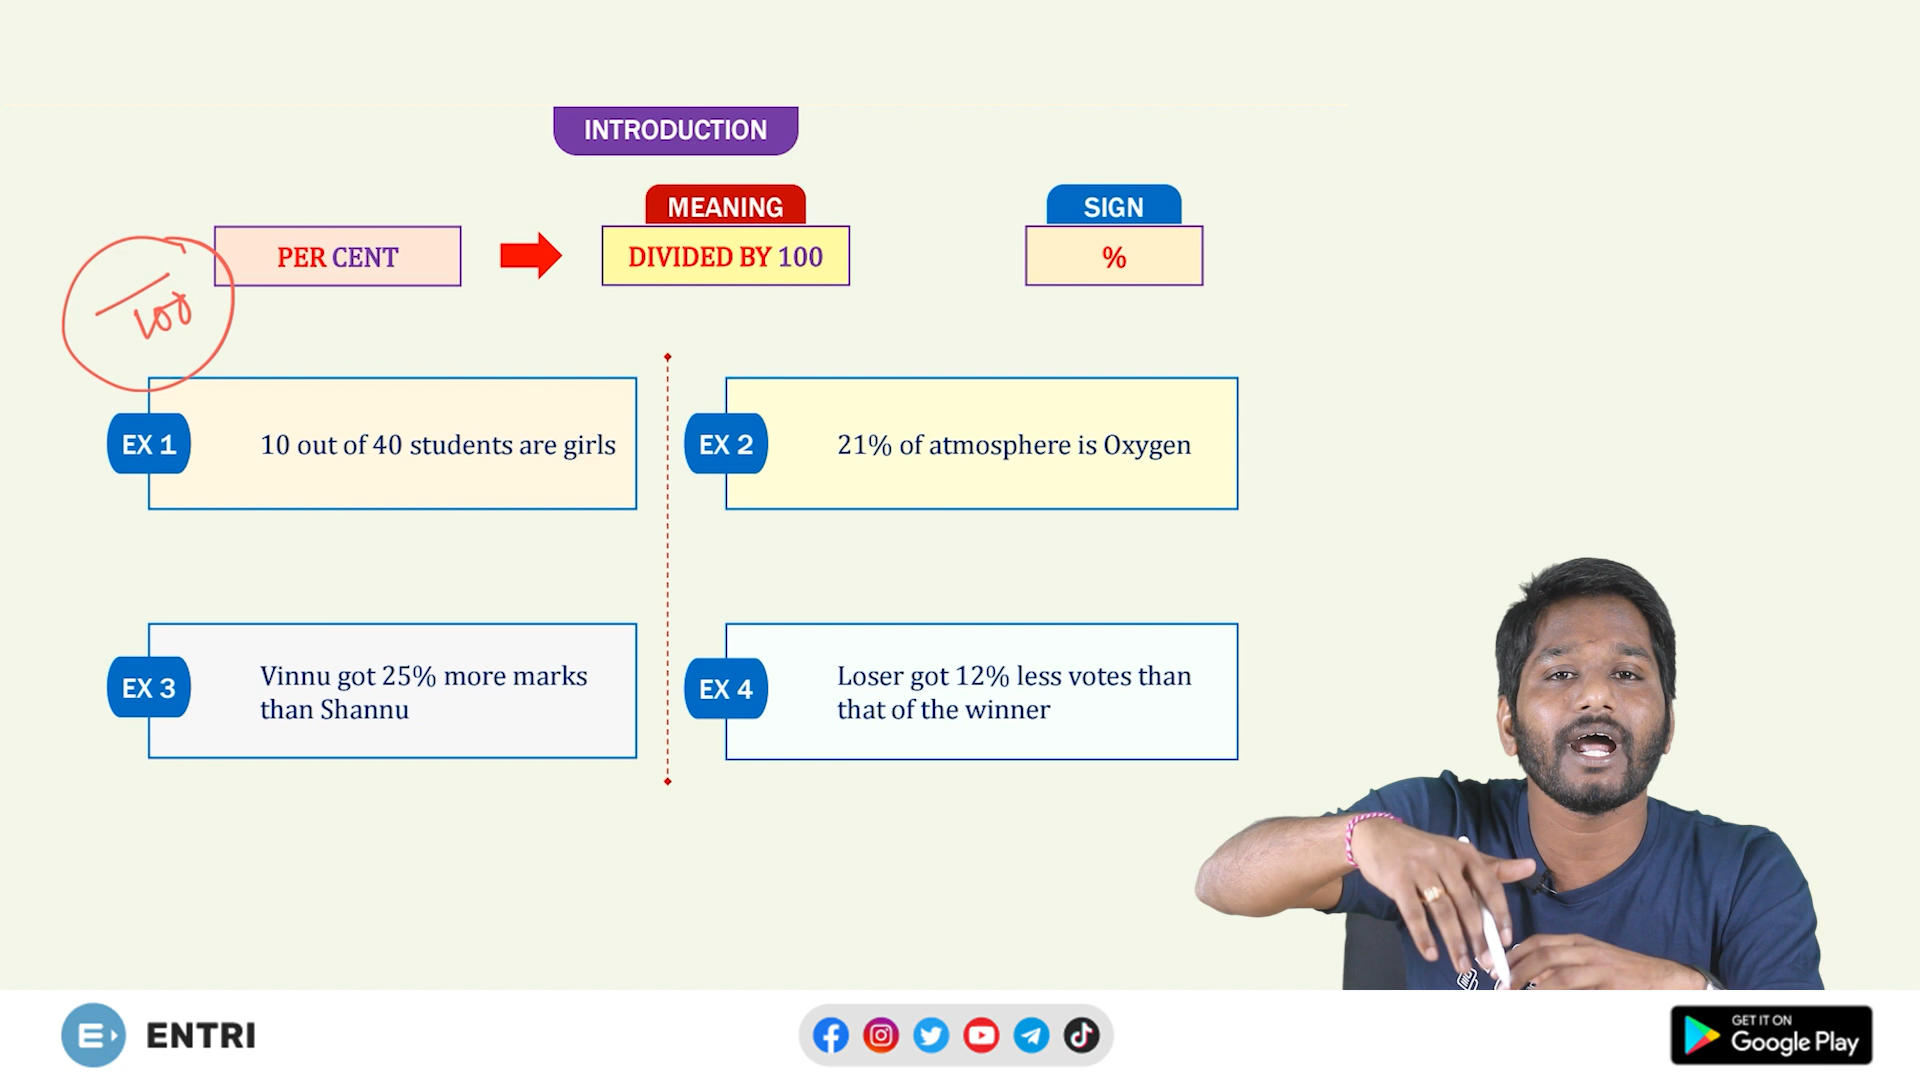 INTRODUCTION
MEANING
SIGN
PER CENT
DIVIDED BY 100
%
100
EX 1
10 out of 40 students are girls
EX 2
21% of atmosphere is Oxygen
EX 3
Vinnu got 25% more marks
than Shannu
EX 4
Loser got 12% less votes than
that of the winner
E
ENTRI
GET IT ON
Google Play